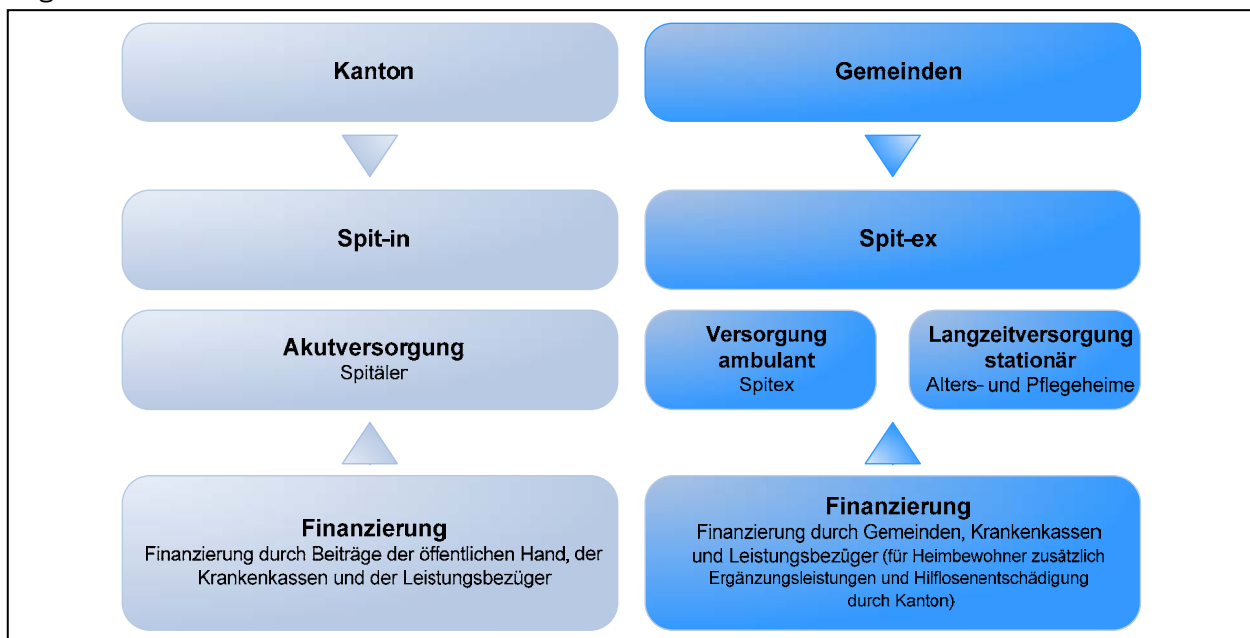 Kanton
Gemeinden
Spit-in
Spit-ex
Akutversorgung
Spitäler
Versorgung
ambulant
Spitex
Langzeitversorgung
stationär
Alters- und Pflegeheime
Finanzierung
Finanzierung durch Beiträge der öffentlichen Hand, der
Krankenkassen und der Leistungsbezüger
Finanzierung
Finanzierung durch Gemeinden, Krankenkassen
und Leistungsbezüger (für Heimbewohner zusätzlich
Ergänzungsleistungen und Hilflosenentschädigung
durch Kanton)